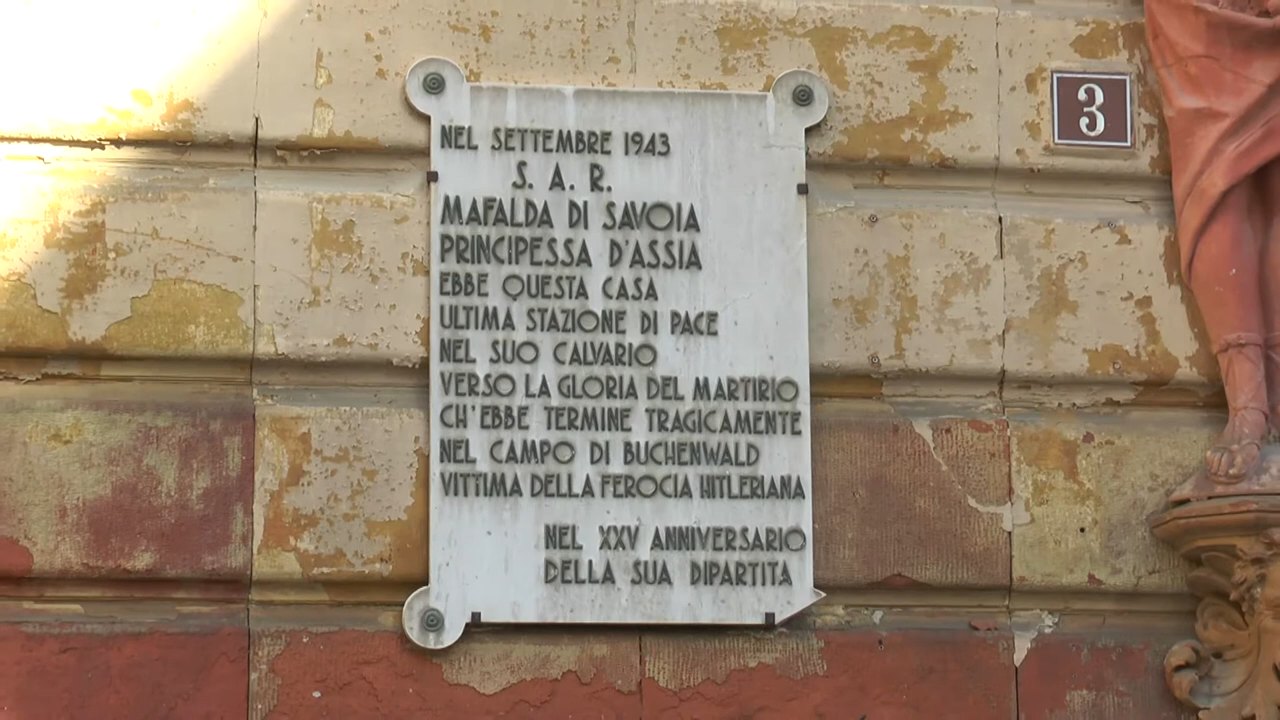 NEL SETTEMBRE 1943
S. A. R.
MAFALDA DI SAVOIA
PRINCIPESSA D'ASSIA
EBBE QUESTA CASA
ULTIMA STAZIONE DI PACE
NEL SUO CALVARIO
VERSO LA GLORIA DEL MARTIRIO
CH'EBBE TERMINE TRAGICAMENTE
NEL CAMPO DI BUCHENWALD
VITTIMA DELLA FEROCIA HITLERIANA
NEL XXV ANNIVERSARIO
DELLA SUA DIPARTITA
3